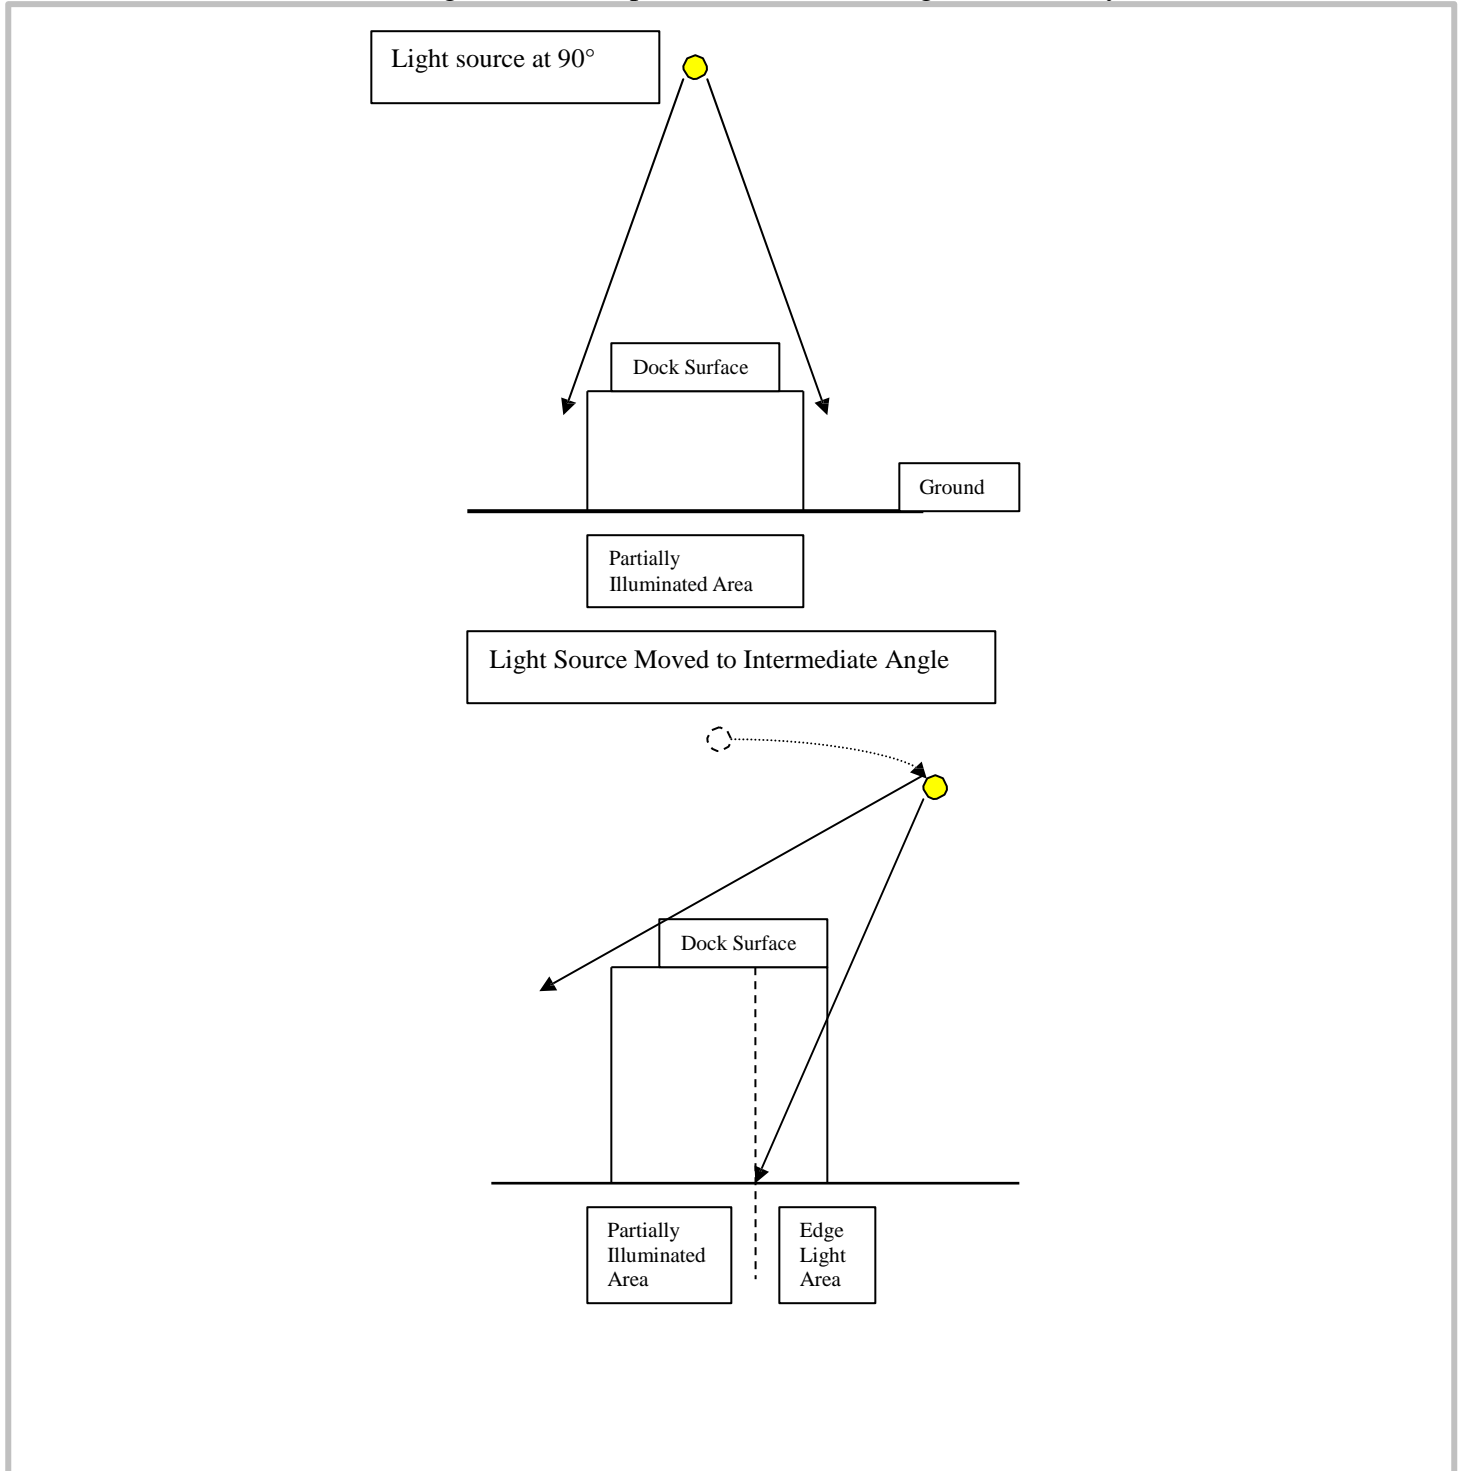 Light source at 90°
Dock Surface
Ground
Partially
Illuminated Area
Light Source Moved to Intermediate Angle
Dock Surface
Partially
Illuminated
Area
Edge
Light
Area